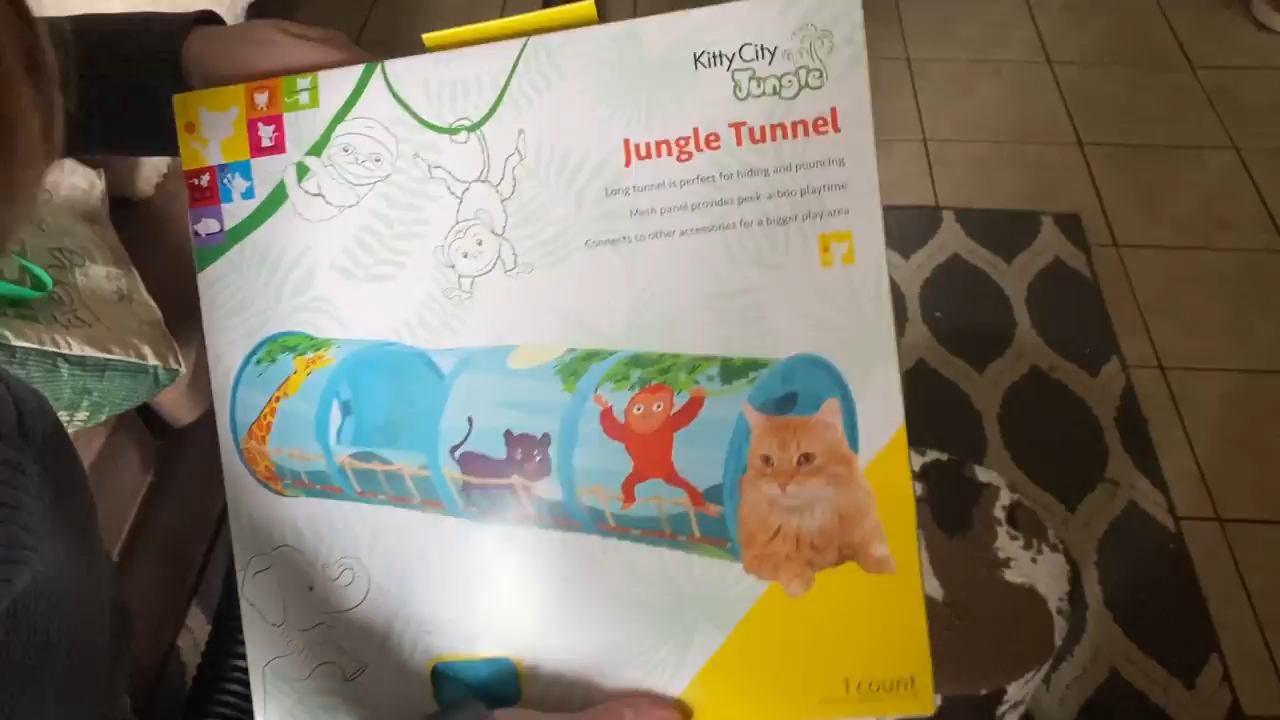 Kitty City
Jungle
Jungle Tunnel
Long tunnel is perfect for hiding and pouncing
Mesh panel provides peek-a-boo playtime
Connects to other accessories for a bigger play area
1 count